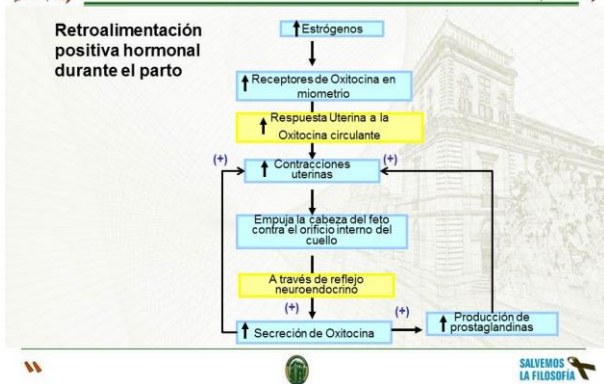 Retroalimentación
positiva hormonal
durante el parto
Estrógenos
Receptores de Oxitocina en
miometrio
Respuesta Uterina a la
Oxitocina circulante
(+)
(+)
Contracciones
uterinas
Empuja la cabeza del feto
contra el orificio interno del
cuello
A través de reflejo
neuroendocrino
(+)
(+)
Secreción de Oxitocina
Producción de
prostaglandinas
SALVEMOS
LA FILOSOFÍA